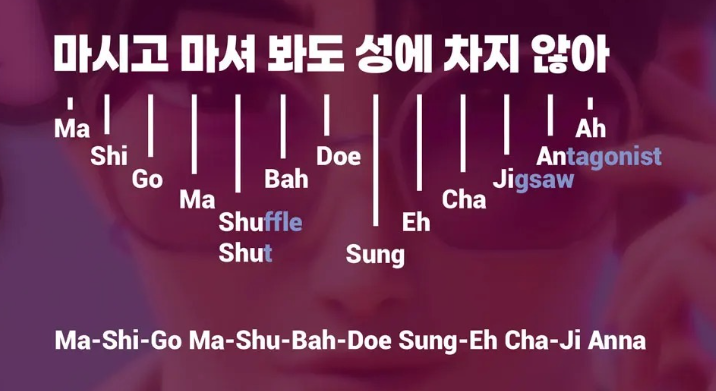 마시고 마셔 봐도 성에 차지 않아
Ma Ah
Shi Doe Antagonist
Go Bah Jigsaw
Ma Cha
Shuffle Eh
Shut Sung
Ma-Shi-Go Ma-Shu-Bah-Doe Sung-Eh Cha-Ji Anna